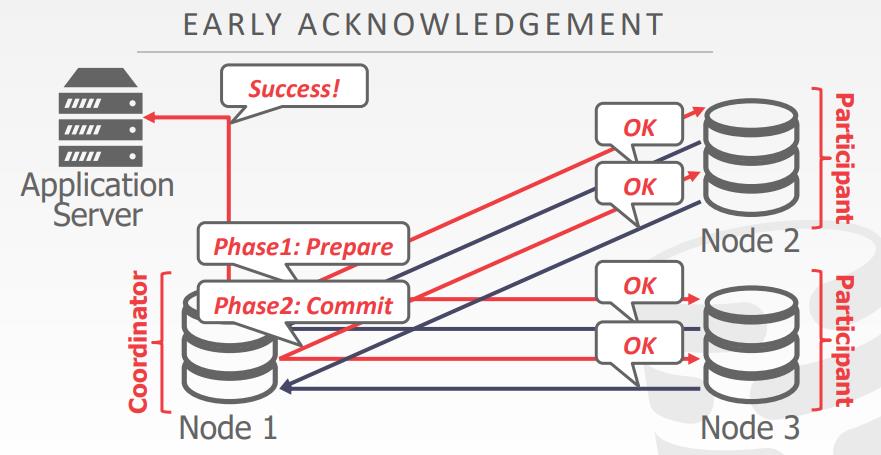 EARLY ACKNOWLEDGEMENT
Success!
Application
Server
OK
OK
Participant
Node 2
Phase1: Prepare
Phase2: Commit
Coordinator
Node 1
OK
OK
Participant
Node 3